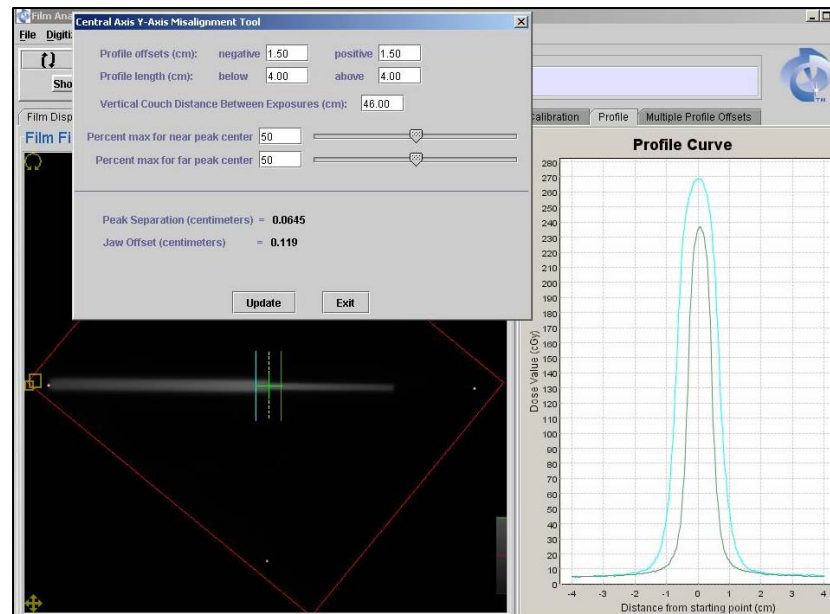 Film Ana
Central Axis Y-Axis Misalignment Tool
File Digitiz
Sho
Profile offsets (cm): negative 1.50 positive 1.50
Profile length (cm): below 4.00 above 4.00
Vertical Couch Distance Between Exposures (cm): 46.00
Percent max for near peak center 50
Percent max for far peak center 50
Peak Separation (centimeters) = 0.0645
Jaw Offset (centimeters) = 0.119
Update Exit
TM
Film Disp
Calibration Profile Multiple Profile Offsets
Film Fi
Profile Curve
Dose Value (cGy)
280
270
260
250
240
230
220
210
200
190
180
170
160
150
140
130
120
110
100
90
80
70
60
50
40
30
20
10
0
-4 -3 -2 -1 0 1 2 3 4
Distance from starting point (cm)